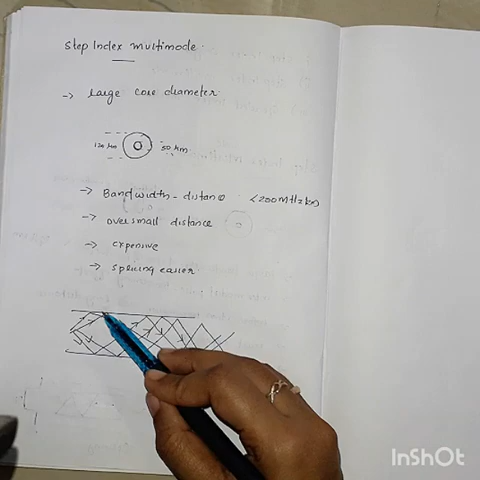 Step Index multimode.
-> Large core diameter.
120 µm 50 µm
-> Bandwidth-distance <200MHz km
-> over small distance
-> expensive
-> splicing easier.
InShOt